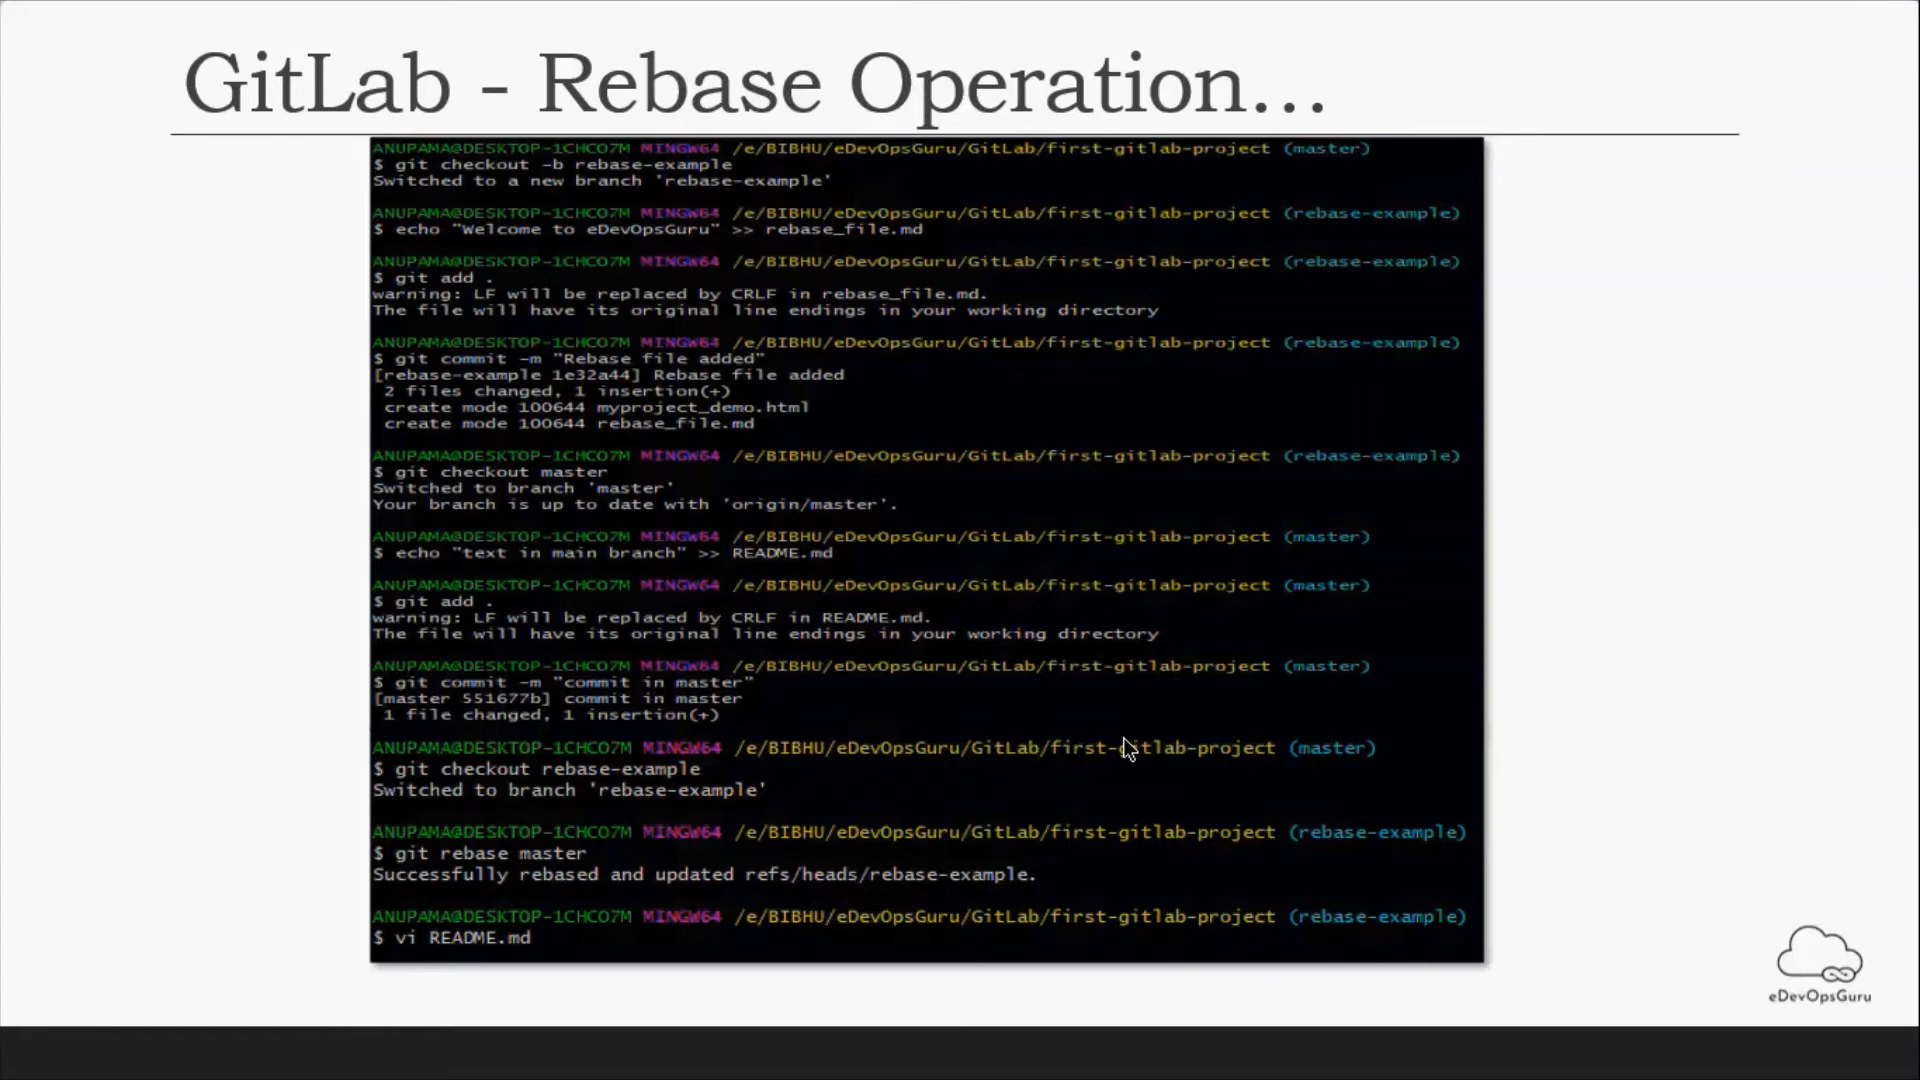 GitLab - Rebase Operation...
ANUPAMA@DESKTOP-1CHCO7M MINGW64 /e/BIBHU/eDevOpsGuru/GitLab/first-gitlab-project (master)
$ git checkout -b rebase-example
Switched to a new branch 'rebase-example'
ANUPAMA@DESKTOP-1CHCO7M MINGW64 /e/BIBHU/eDevOpsGuru/GitLab/first-gitlab-project (rebase-example)
$ echo "Welcome to eDevOpsGuru" >> rebase_file.md
ANUPAMA@DESKTOP-1CHCO7M MINGW64 /e/BIBHU/eDevOpsGuru/GitLab/first-gitlab-project (rebase-example)
$ git add .
warning: LF will be replaced by CRLF in rebase_file.md.
The file will have its original line endings in your working directory
ANUPAMA@DESKTOP-1CHCO7M MINGW64 /e/BIBHU/eDevOpsGuru/GitLab/first-gitlab-project (rebase-example)
$ git commit -m "Rebase file added"
[rebase-example 1e32a44] Rebase file added
2 files changed, 1 insertion(+)
create mode 100644 myproject_demo.html
create mode 100644 rebase_file.md
ANUPAMA@DESKTOP-1CHCO7M MINGW64 /e/BIBHU/eDevOpsGuru/GitLab/first-gitlab-project (rebase-example)
$ git checkout master
Switched to branch 'master'
Your branch is up to date with 'origin/master'.
ANUPAMA@DESKTOP-1CHCO7M MINGW64 /e/BIBHU/eDevOpsGuru/GitLab/first-gitlab-project (master)
$ echo "text in main branch" >> README.md
ANUPAMA@DESKTOP-1CHCO7M MINGW64 /e/BIBHU/eDevOpsGuru/GitLab/first-gitlab-project (master)
$ git add .
warning: LF will be replaced by CRLF in README.md.
The file will have its original line endings in your working directory
ANUPAMA@DESKTOP-1CHCO7M MINGW64 /e/BIBHU/eDevOpsGuru/GitLab/first-gitlab-project (master)
$ git commit -m "commit in master"
[master 551677b] commit in master
1 file changed, 1 insertion(+)
ANUPAMA@DESKTOP-1CHCO7M MINGW64 /e/BIBHU/eDevOpsGuru/GitLab/first-gitlab-project (master)
$ git checkout rebase-example
Switched to branch 'rebase-example'
ANUPAMA@DESKTOP-1CHCO7M MINGW64 /e/BIBHU/eDevOpsGuru/GitLab/first-gitlab-project (rebase-example)
$ git rebase master
Successfully rebased and updated refs/heads/rebase-example.
ANUPAMA@DESKTOP-1CHCO7M MINGW64 /e/BIBHU/eDevOpsGuru/GitLab/first-gitlab-project (rebase-example)
$ vi README.md
eDevOpsGuru